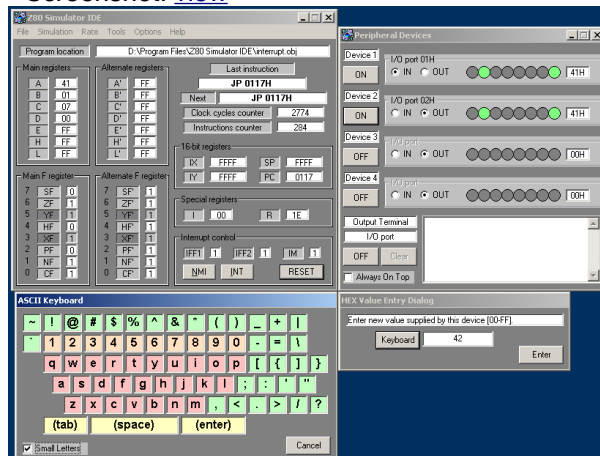 Screenshot: View
Z80 Simulator IDE
File Simulation Rate Tools Options Help
Program location D:\Program Files\Z80 Simulator IDE\interrupt.obj
Main registers
A 41
B 01
C 07
D 00
E FF
H FF
L FF
Alternate registers
A' FF
B' FF
C' FF
D' FF
E' FF
H' FF
L' FF
Last instruction
JP 0117H
Next JP 0117H
Clock cycles counter 2774
Instructions counter 284
16-bit registers
IX FFFF SP FFFF
IY FFFF PC 0117
Main F register
7 SF 0
6 ZF 1
5 YF 1
4 HF 0
3 XF 1
2 PF 0
1 NF 1
0 CF 1
Alternate F register
7 SF' 1
6 ZF' 1
5 YF' 1
4 HF' 1
3 XF' 1
2 PF' 1
1 NF' 1
0 CF' 1
Special registers
I 00 R 1E
Interrupt control
IFF1 1 IFF2 1 IM 1
NMI INT RESET
Peripheral Devices
Device 1 I/O port 01H
ON IN OUT 41H
Device 2 I/O port 02H
ON IN OUT 41H
Device 3 I/O port
OFF IN OUT 00H
Device 4 I/O port
OFF IN OUT 00H
Output Terminal
I/O port
OFF Clear
Always On Top
ASCII Keyboard
~ ! @ # $ % ^ & * ( ) _ + |
` 1 2 3 4 5 6 7 8 9 0 - = \
q w e r t y u i o p [ { ] }
a s d f g h j k l ; : ' "
z x c v b n m , < . > / ?
(tab) (space) (enter)
Small Letters Cancel
HEX Value Entry Dialog
Enter new value supplied by this device [00-FF].
Keyboard 42
Enter